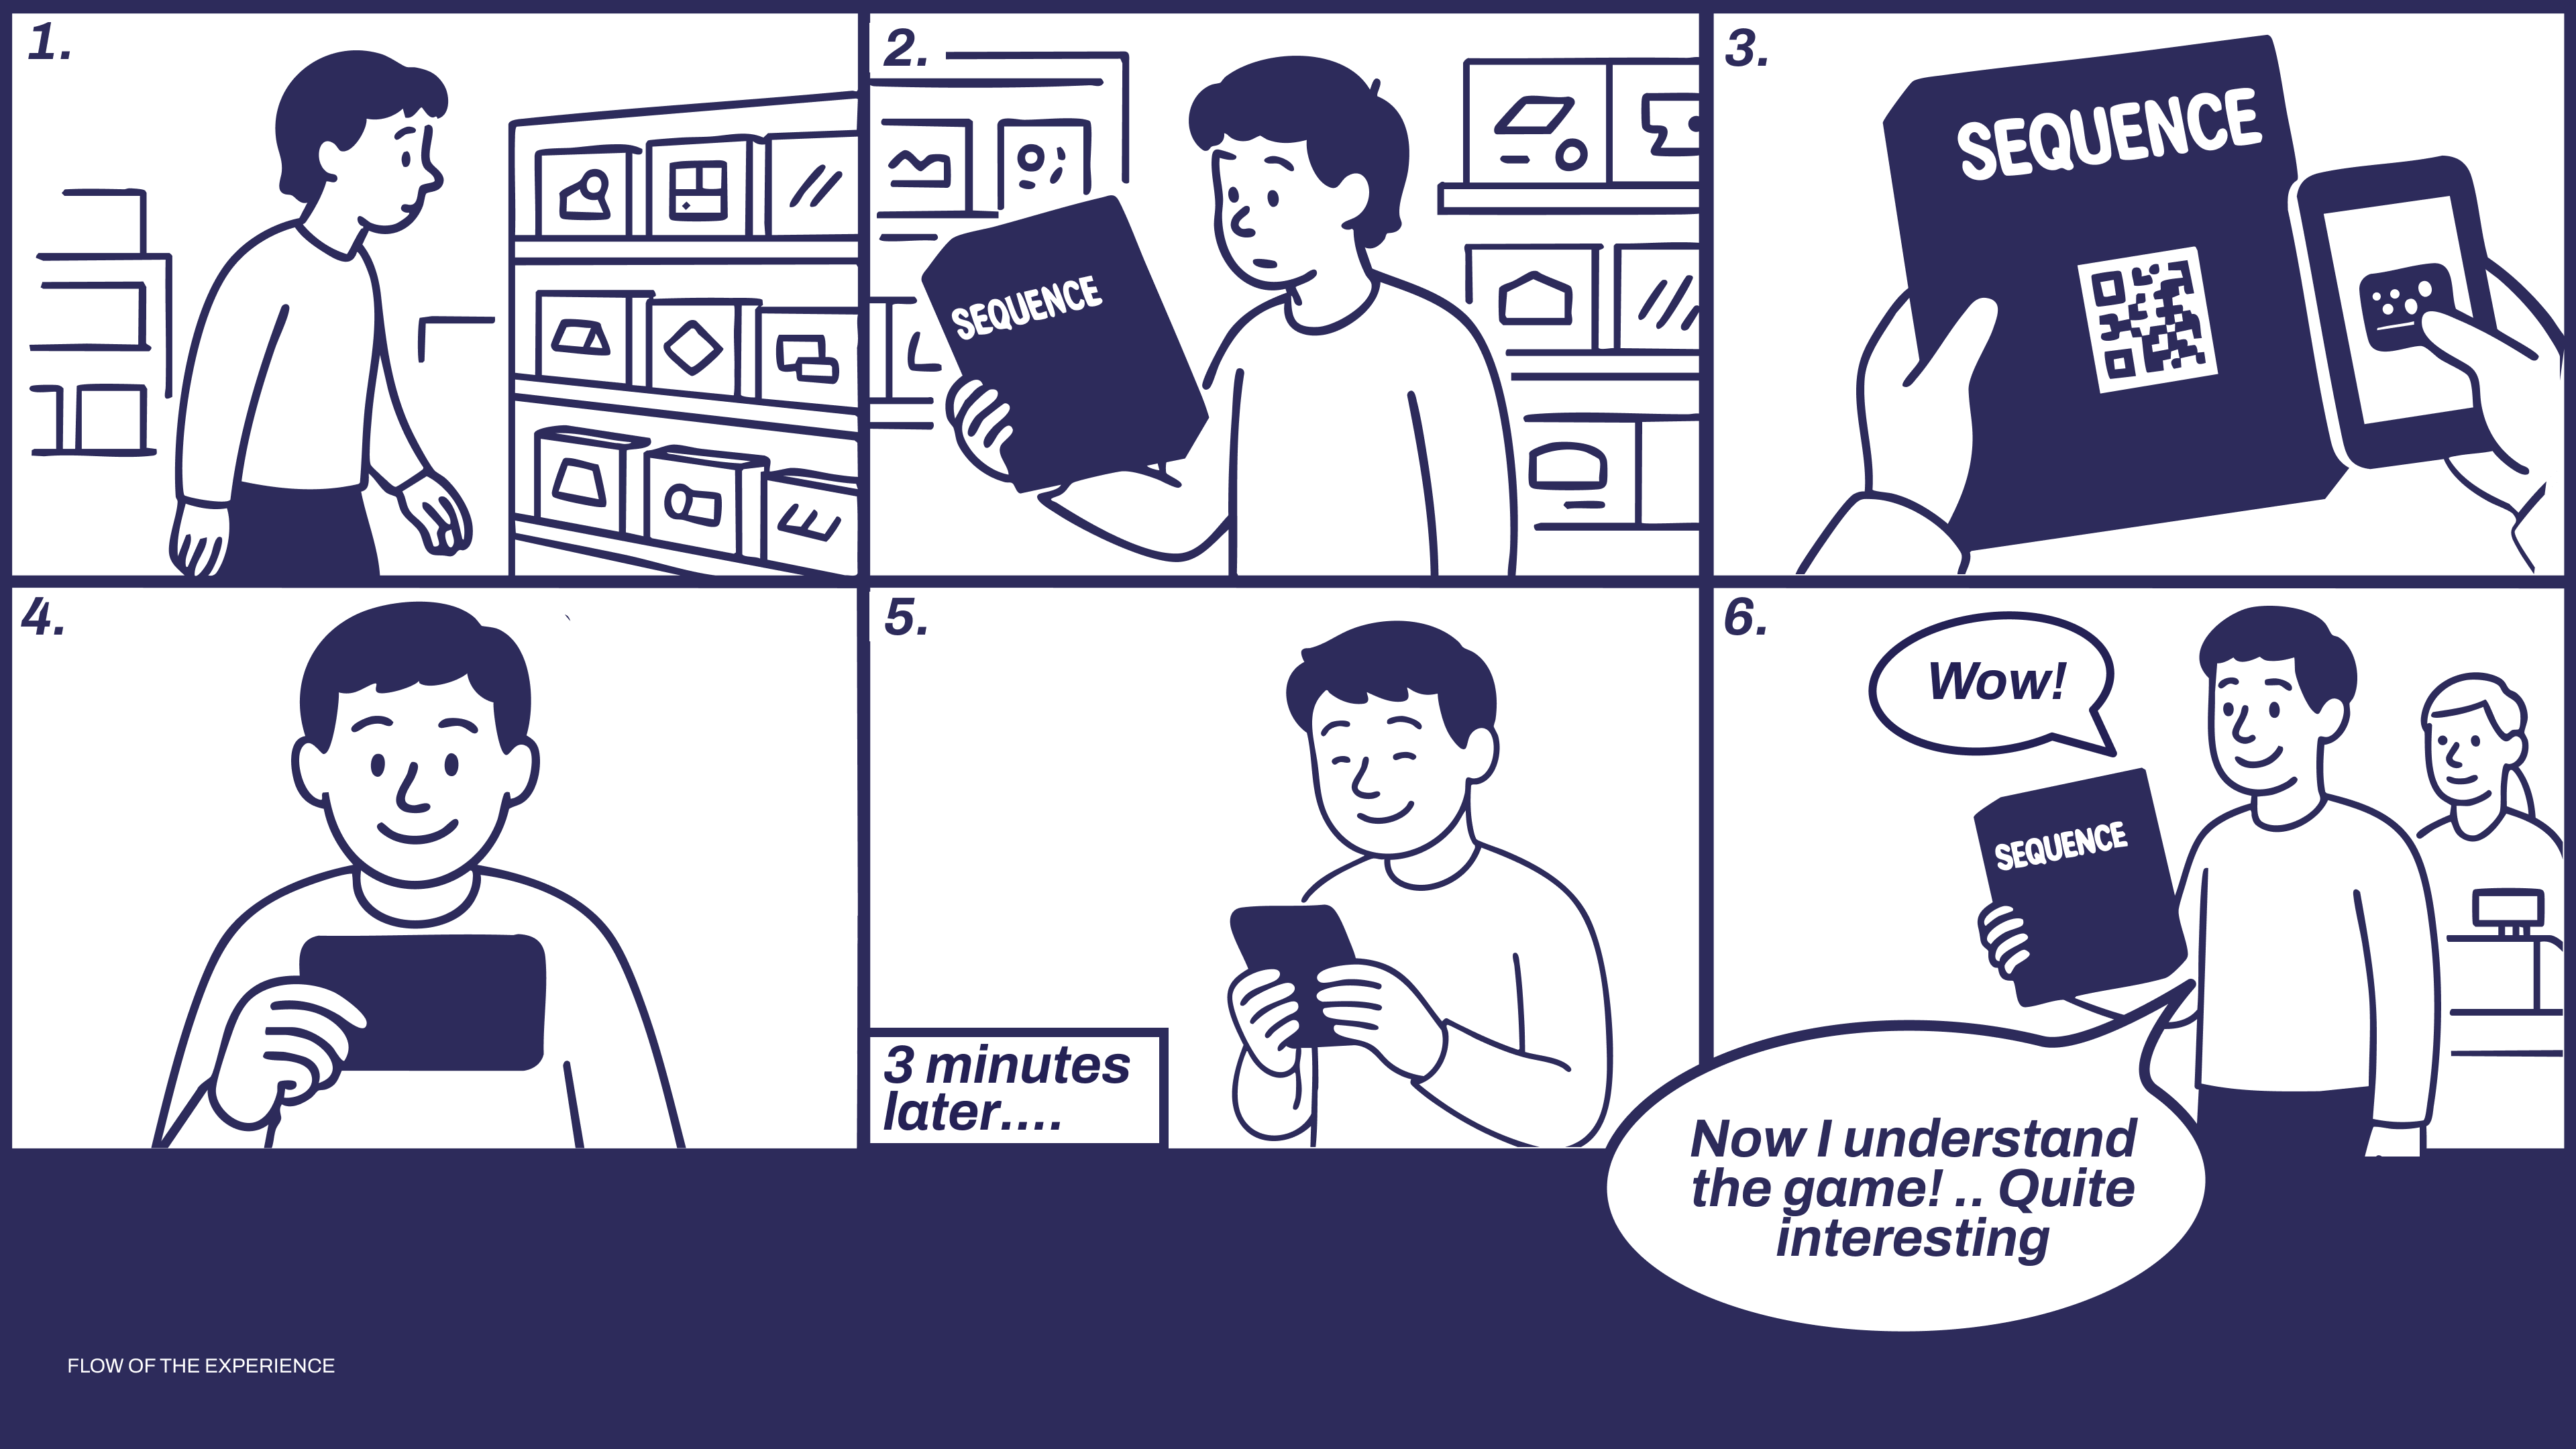 1.
2.
SEQUENCE
3.
SEQUENCE
4.
5.
3 minutes
later....
6.
Wow!
SEQUENCE
Now I understand
the game! .. Quite
interesting
FLOW OF THE EXPERIENCE